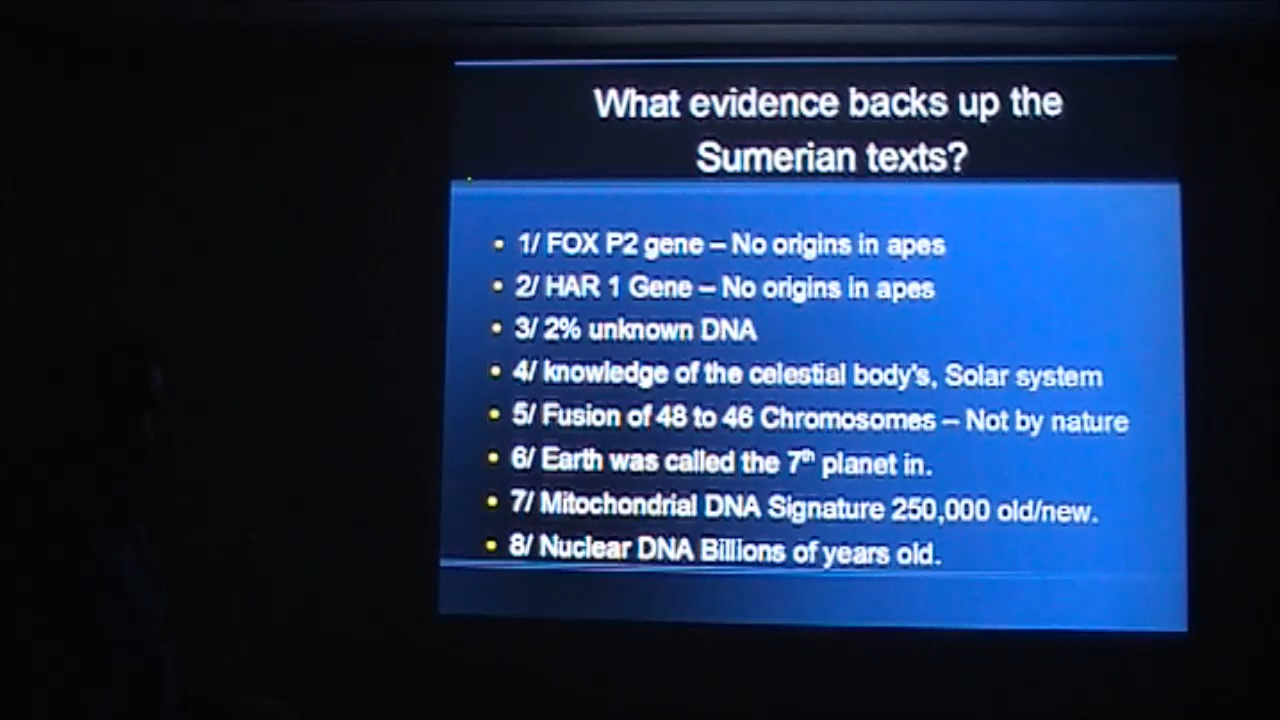 What evidence backs up the
Sumerian texts?
• 1/ FOX P2 gene – No origins in apes
• 2/ HAR 1 Gene – No origins in apes
• 3/ 2% unknown DNA
• 4/ knowledge of the celestial body's, Solar system
• 5/ Fusion of 48 to 46 Chromosomes – Not by nature
• 6/ Earth was called the 7th planet in.
• 7/ Mitochondrial DNA Signature 250,000 old/new.
• 8/ Nuclear DNA Billions of years old.